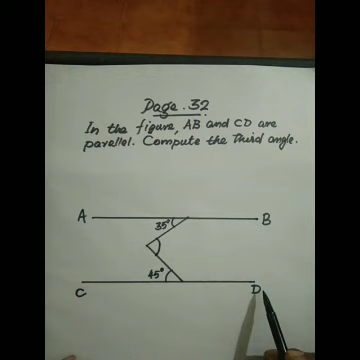 Page. 32
In the figure, AB and CD are
parallel. Compute the third angle.
A B
35°
45°
C D